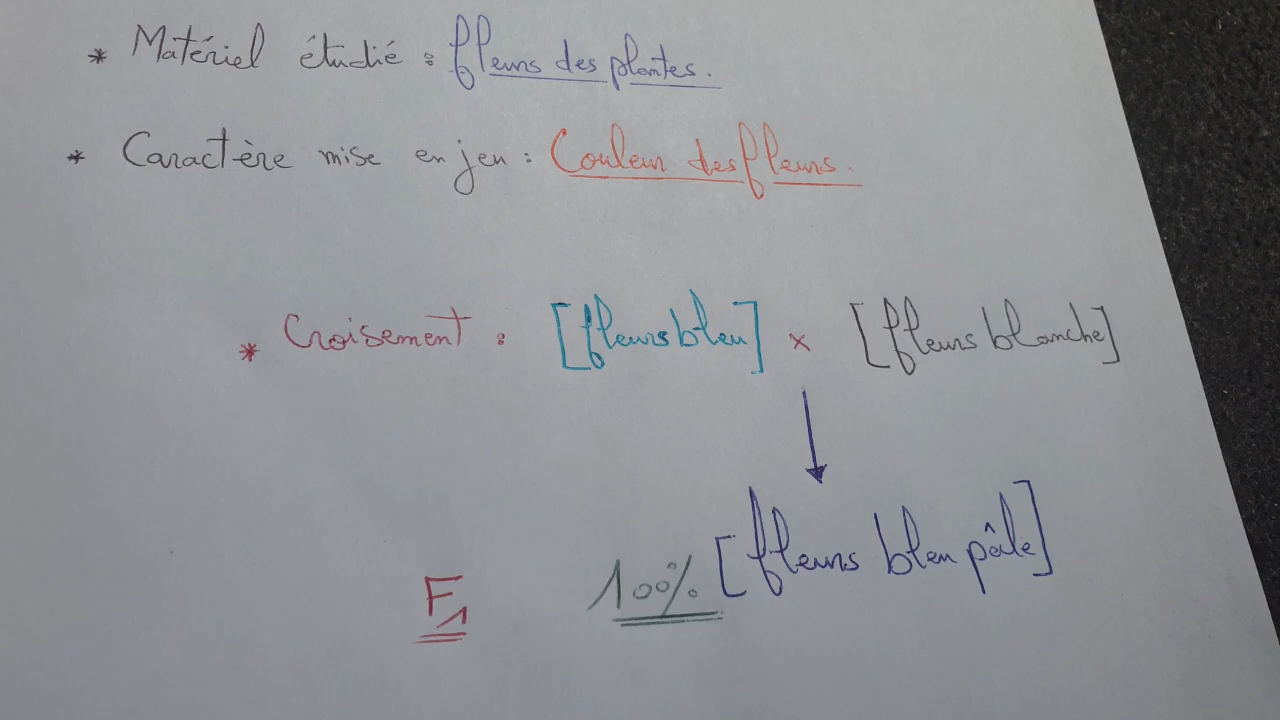 * Matériel étudié : fleurs des plantes.
* Caractère mise en jeu : Couleur des fleurs.
* Croisement : [fleurs bleu] × [fleurs blanche]
F1 100% [fleurs bleu pâle]